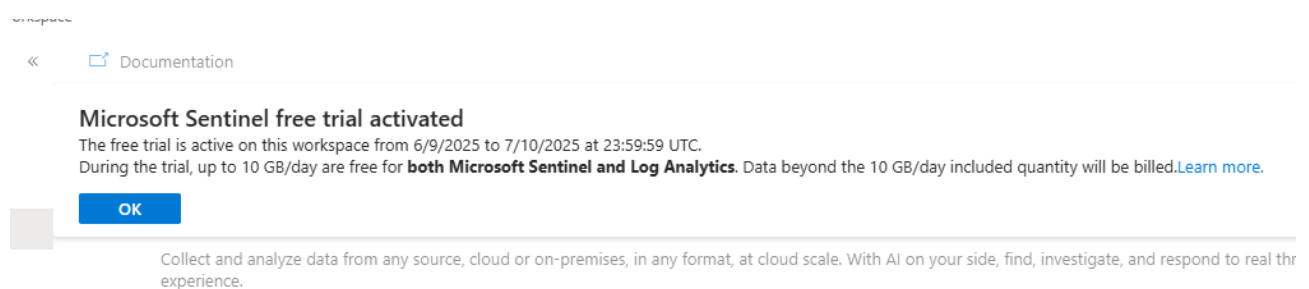 Documentation
Microsoft Sentinel free trial activated
The free trial is active on this workspace from 6/9/2025 to 7/10/2025 at 23:59:59 UTC.
During the trial, up to 10 GB/day are free for both Microsoft Sentinel and Log Analytics. Data beyond the 10 GB/day included quantity will be billed.Learn more.
OK
Collect and analyze data from any source, cloud or on-premises, in any format, at cloud scale. With AI on your side, find, investigate, and respond to real thr
experience.